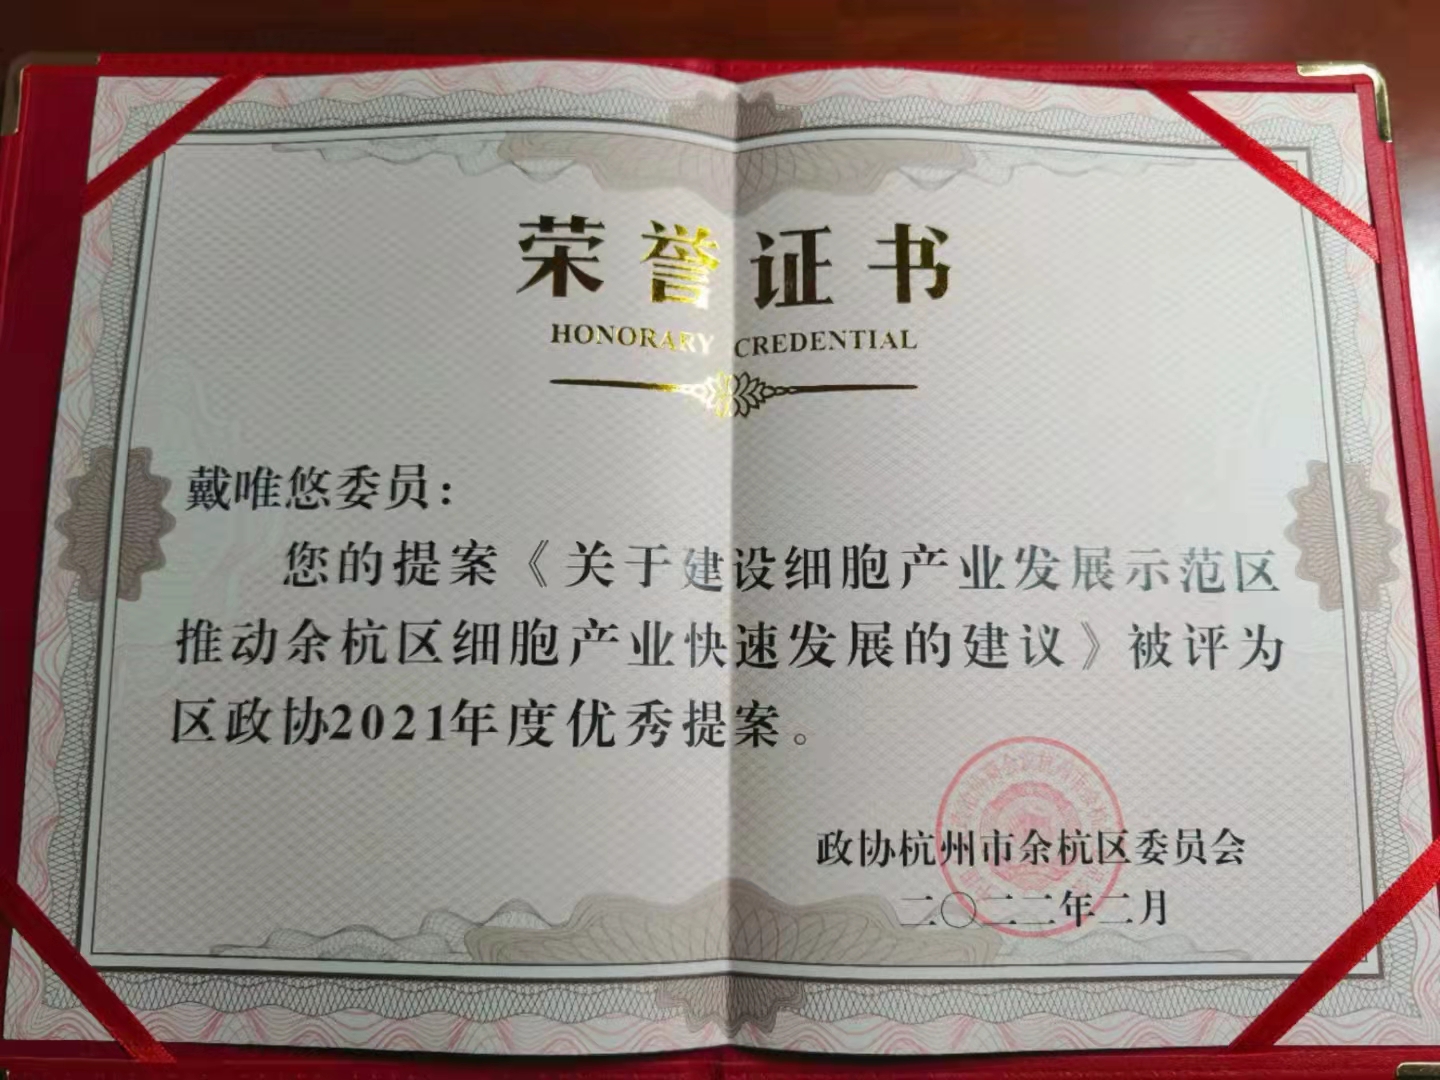 荣誉证书
HONORARY CREDENTIAL
戴唯悠委员：
您的提案《关于建设细胞产业发展示范区
推动余杭区细胞产业快速发展的建议》被评为
区政协2021年度优秀提案。
政协杭州市余杭区委员会
二〇二二年二月